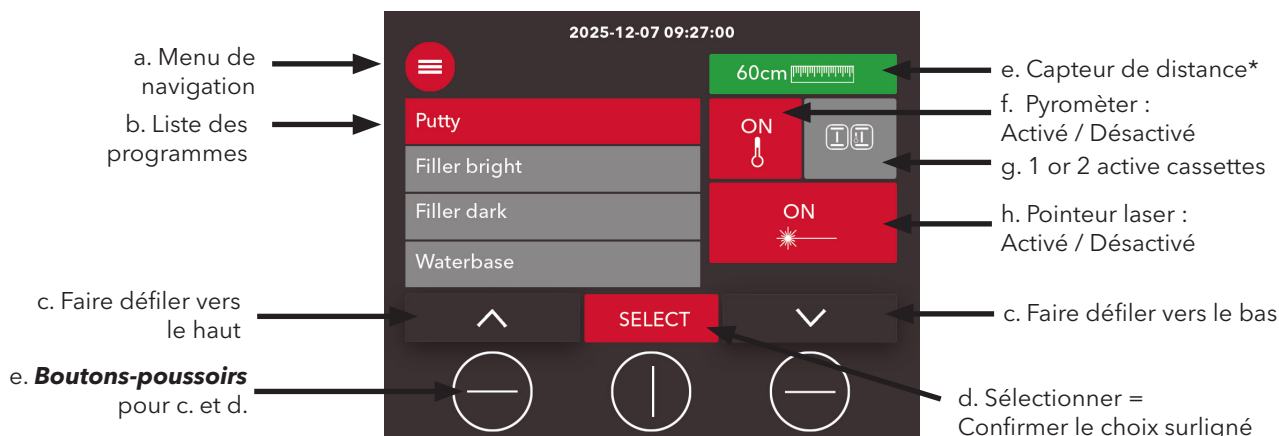 2025-12-07 09:27:00
a. Menu de
navigation
b. Liste des
programmes
c. Faire défiler vers
le haut
e. Boutons-poussoirs
pour c. et d.
Putty
Filler bright
Filler dark
Waterbase
60cm
ON
ON
SELECT
e. Capteur de distance*
f. Pyromèter :
Activé / Désactivé
g. 1 or 2 active cassettes
h. Pointeur laser :
Activé / Désactivé
c. Faire défiler vers le bas
d. Sélectionner =
Confirmer le choix surligné